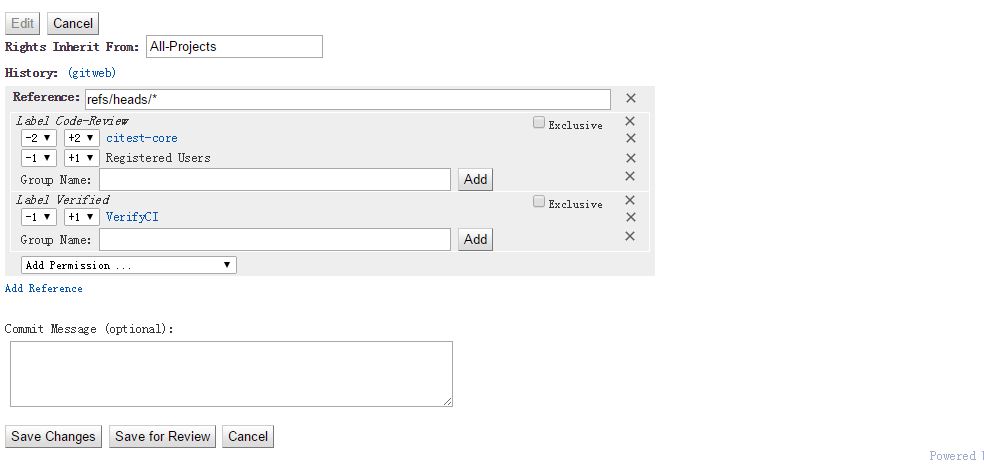 Edit Cancel
Rights Inherit From: All-Projects
History: (gitweb)
Reference: refs/heads/*
Label Code-Review Exclusive
-2 +2 citest-core
-1 +1 Registered Users
Group Name: Add
Label Verified Exclusive
-1 +1 VerifyCI
Group Name: Add
Add Permission ...
Add Reference
Commit Message (optional):
Save Changes Save for Review Cancel
Powered